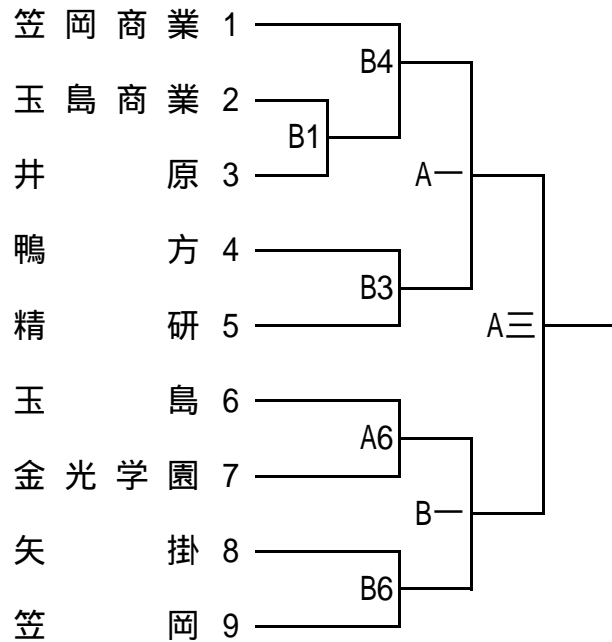 笠岡商業 1
B4
玉島商業 2
B1
井原 3
A一
鴨方 4
B3
精研 5
A三
玉島 6
A6
金光学園 7
B一
矢掛 8
B6
笠岡 9